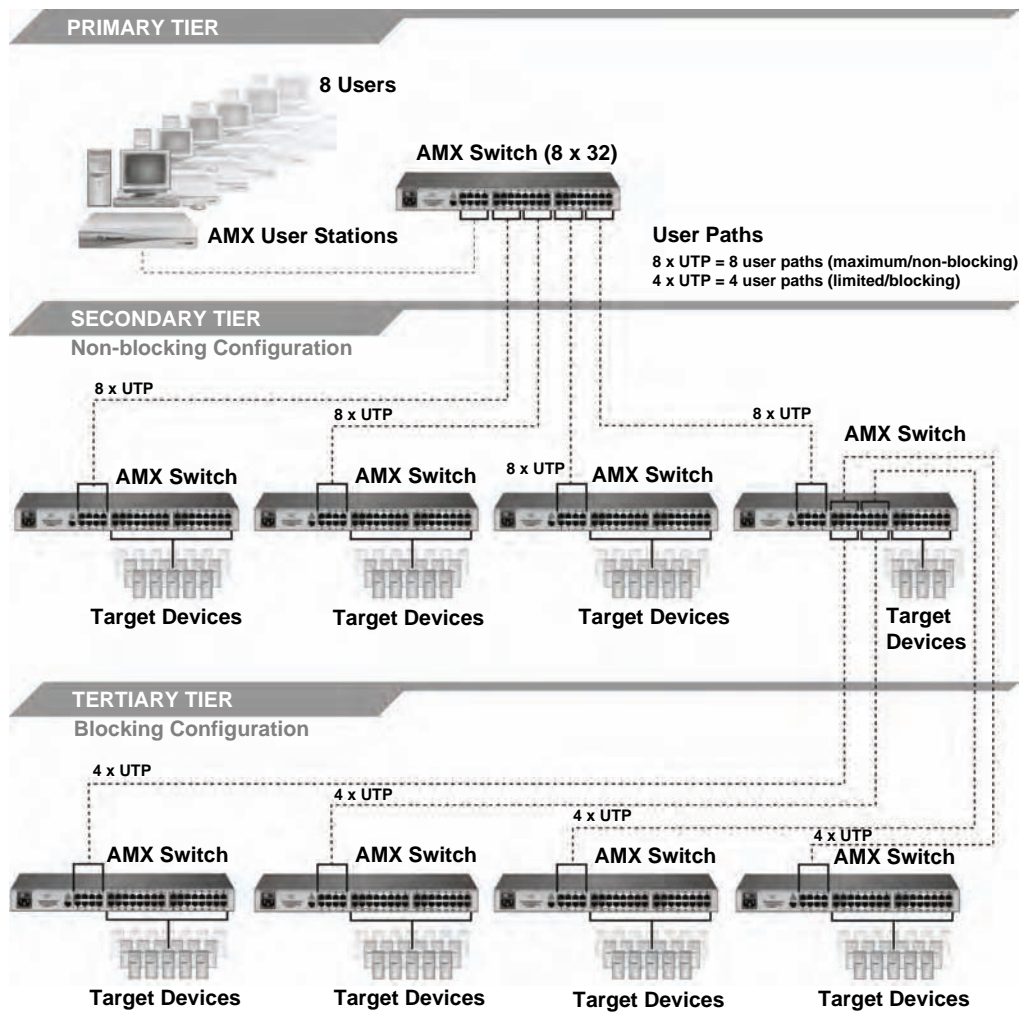 PRIMARY TIER
8 Users
AMX Switch (8 x 32)
AMX User Stations
User Paths
8 x UTP = 8 user paths (maximum/non-blocking)
4 x UTP = 4 user paths (limited/blocking)
SECONDARY TIER
Non-blocking Configuration
8 x UTP
8 x UTP
8 x UTP
8 x UTP
AMX Switch
AMX Switch
AMX Switch
AMX Switch
Target Devices
Target Devices
Target Devices
Target
Devices
TERTIARY TIER
Blocking Configuration
4 x UTP
4 x UTP
4 x UTP
4 x UTP
AMX Switch
AMX Switch
AMX Switch
AMX Switch
Target Devices
Target Devices
Target Devices
Target Devices